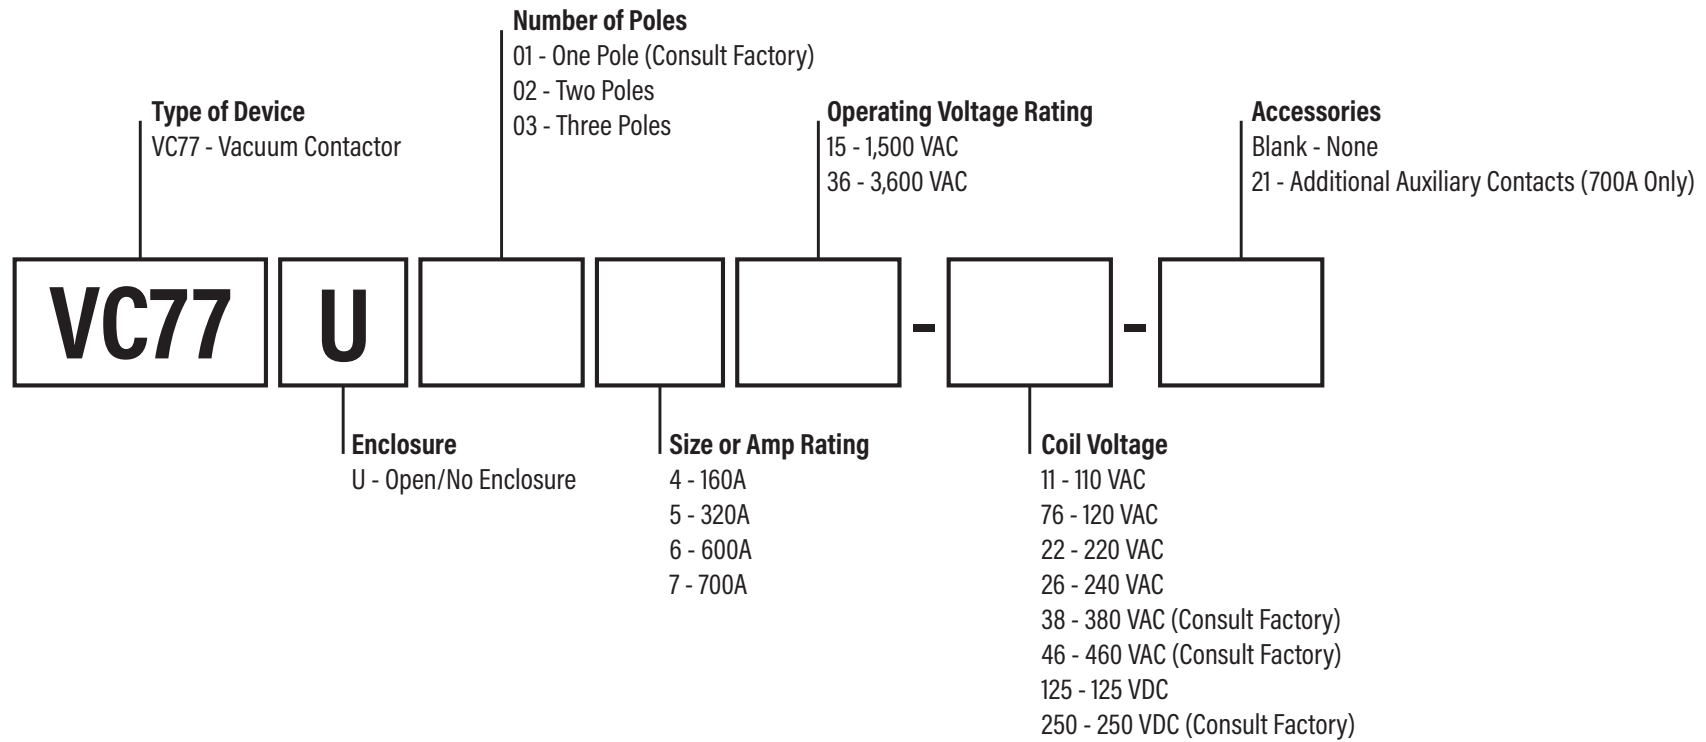 Number of Poles
01 - One Pole (Consult Factory)
02 - Two Poles
03 - Three Poles
Type of Device
VC77 - Vacuum Contactor
Operating Voltage Rating
15 - 1,500 VAC
36 - 3,600 VAC
Accessories
Blank - None
21 - Additional Auxiliary Contacts (700A Only)
VC77 U - -
Enclosure
U - Open/No Enclosure
Size or Amp Rating
4 - 160A
5 - 320A
6 - 600A
7 - 700A
Coil Voltage
11 - 110 VAC
76 - 120 VAC
22 - 220 VAC
26 - 240 VAC
38 - 380 VAC (Consult Factory)
46 - 460 VAC (Consult Factory)
125 - 125 VDC
250 - 250 VDC (Consult Factory)